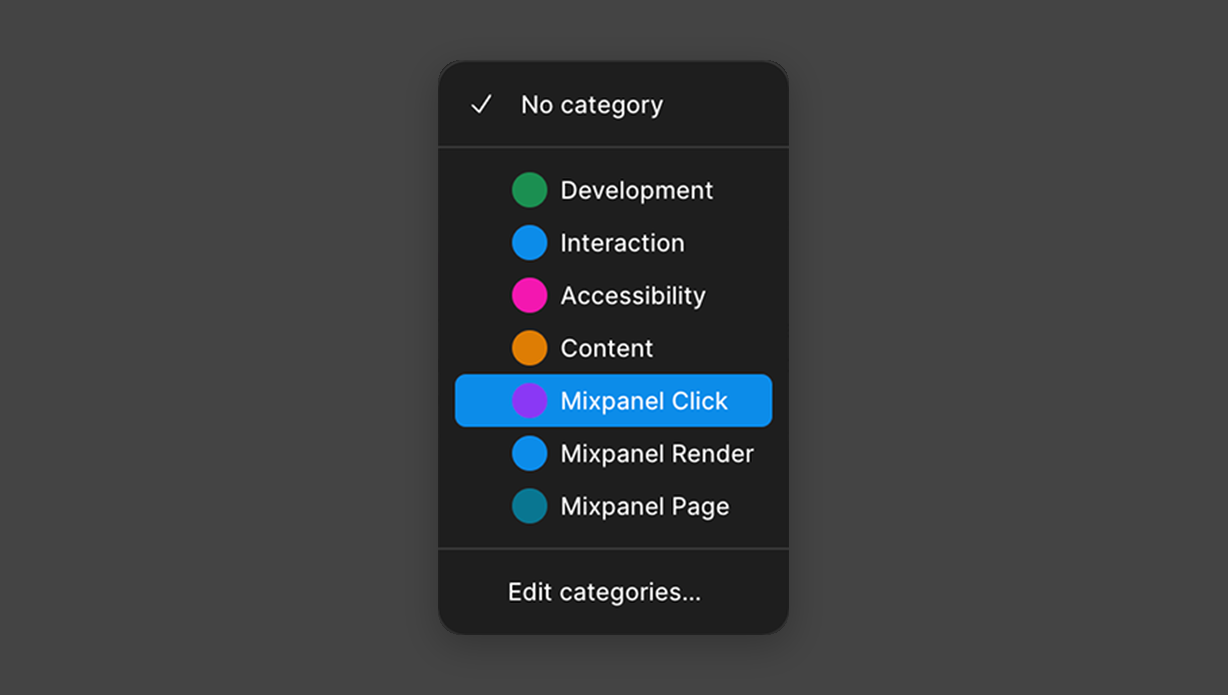 No category
Development
Interaction
Accessibility
Content
Mixpanel Click
Mixpanel Render
Mixpanel Page
Edit categories...